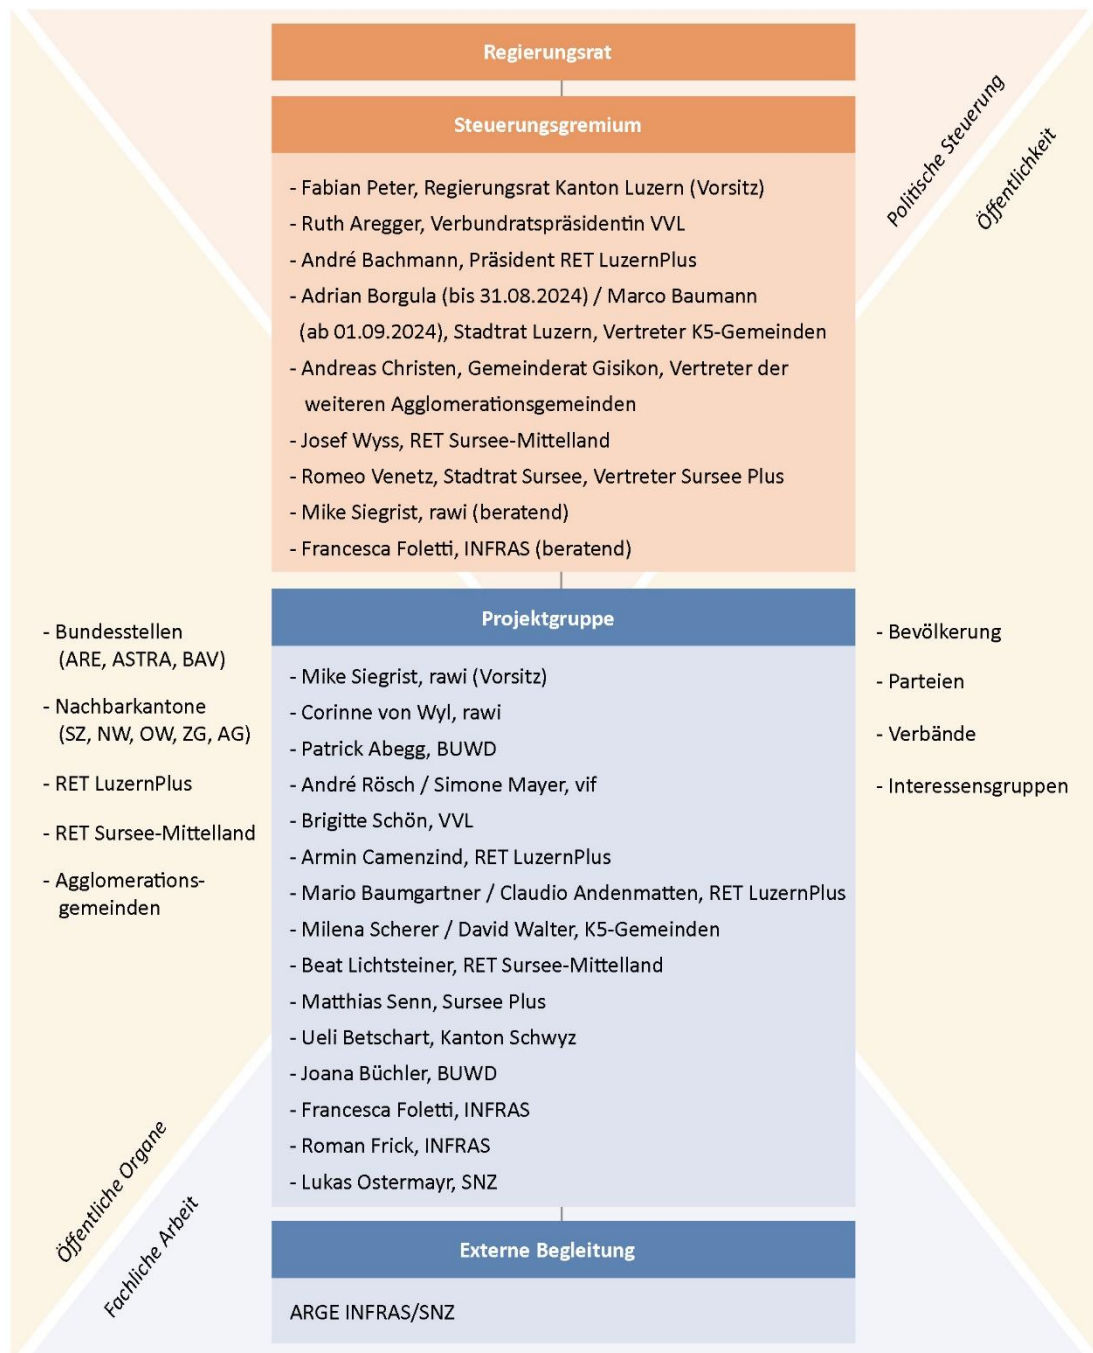 Regierungsrat
Steuerungsgremium
- Fabian Peter, Regierungsrat Kanton Luzern (Vorsitz)
- Ruth Aregger, Verbundratspräsidentin VVL
- André Bachmann, Präsident RET LuzernPlus
- Adrian Borgula (bis 31.08.2024) / Marco Baumann
(ab 01.09.2024), Stadtrat Luzern, Vertreter K5-Gemeinden
- Andreas Christen, Gemeinderat Gisikon, Vertreter der
weiteren Agglomerationsgemeinden
- Josef Wyss, RET Sursee-Mittelland
- Romeo Venetz, Stadtrat Sursee, Vertreter Sursee Plus
- Mike Siegrist, rawi (beratend)
- Francesca Foletti, INFRAS (beratend)
Politische Steuerung
Öffentlichkeit
- Bundesstellen
(ARE, ASTRA, BAV)
- Nachbarkantone
(SZ, NW, OW, ZG, AG)
- RET LuzernPlus
- RET Sursee-Mittelland
- Agglomerations-
gemeinden
Projektgruppe
- Mike Siegrist, rawi (Vorsitz)
- Corinne von Wyl, rawi
- Patrick Abegg, BUWD
- André Rösch / Simone Mayer, vif
- Brigitte Schön, VVL
- Armin Camenzind, RET LuzernPlus
- Mario Baumgartner / Claudio Andenmatten, RET LuzernPlus
- Milena Scherer / David Walter, K5-Gemeinden
- Beat Lichtsteiner, RET Sursee-Mittelland
- Matthias Senn, Sursee Plus
- Ueli Betschart, Kanton Schwyz
- Joana Büchler, BUWD
- Francesca Foletti, INFRAS
- Roman Frick, INFRAS
- Lukas Ostermayr, SNZ
- Bevölkerung
- Parteien
- Verbände
- Interessensgruppen
Öffentliche Organe
Fachliche Arbeit
Externe Begleitung
ARGE INFRAS/SNZ